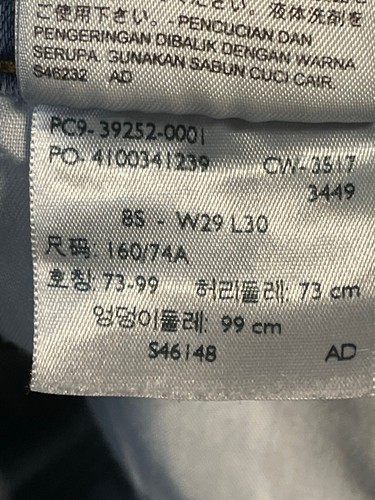 ご使用下さい。-PENCUCIAN DAN
PENGERINGAN DIBALIK DENGAN WARNA
SERUPA. GUNAKAN SABUN CUCI CAIR.
S46232 AD
PC9-39252-0001
PO-4100341239 CW-3517
3449
8S - W29 L30
尺码: 160/74A
호칭: 73-99 허리둘레: 73 cm
엉덩이둘레: 99 cm
S46148 AD